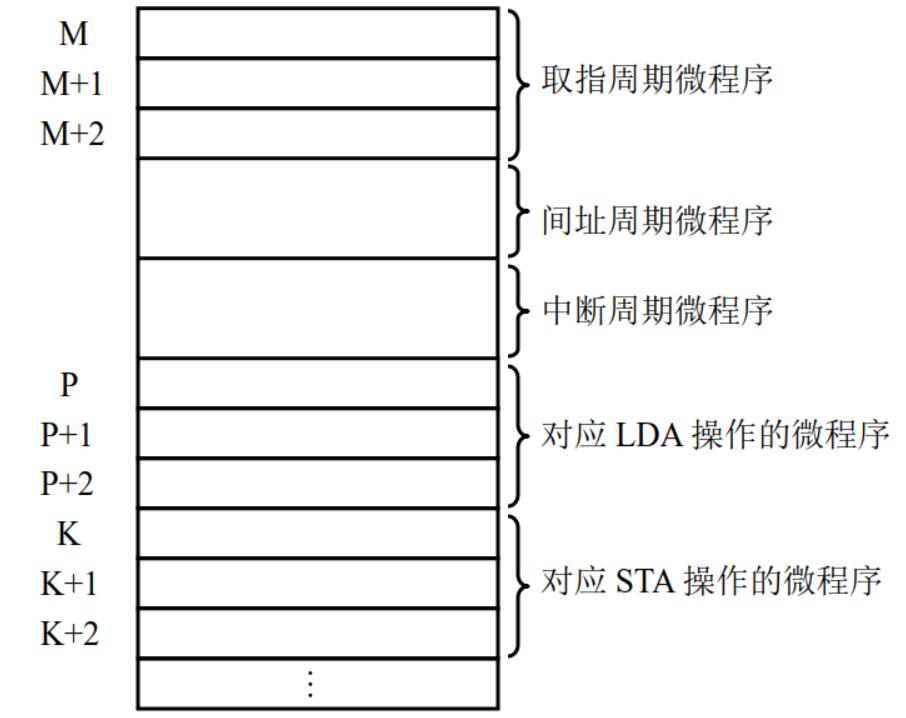 M
M+1
M+2
取指周期微程序
间址周期微程序
中断周期微程序
P
P+1
P+2
对应 LDA 操作的微程序
K
K+1
K+2
对应 STA 操作的微程序
⋮